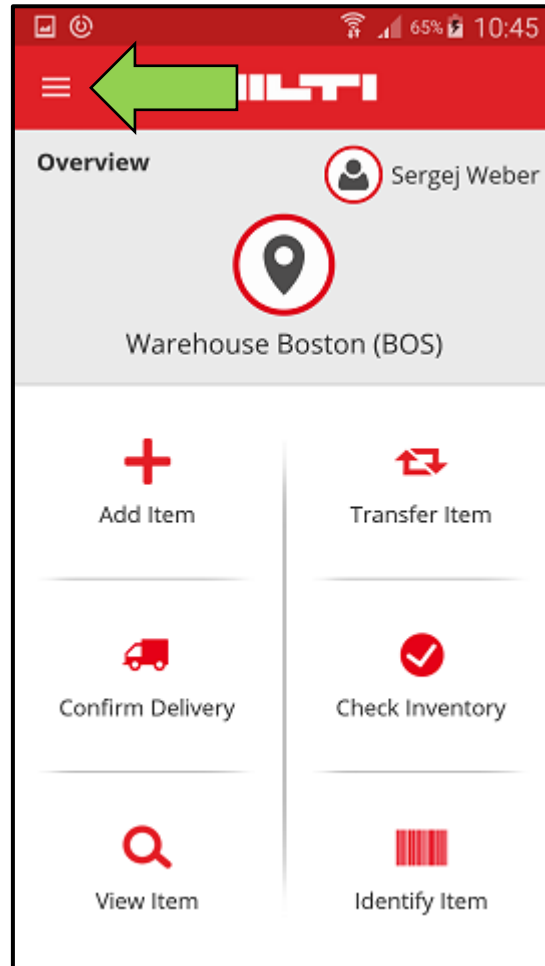 65% 10:45
HILTI
Overview
Sergej Weber
Warehouse Boston (BOS)
Add Item
Transfer Item
Confirm Delivery
Check Inventory
View Item
Identify Item